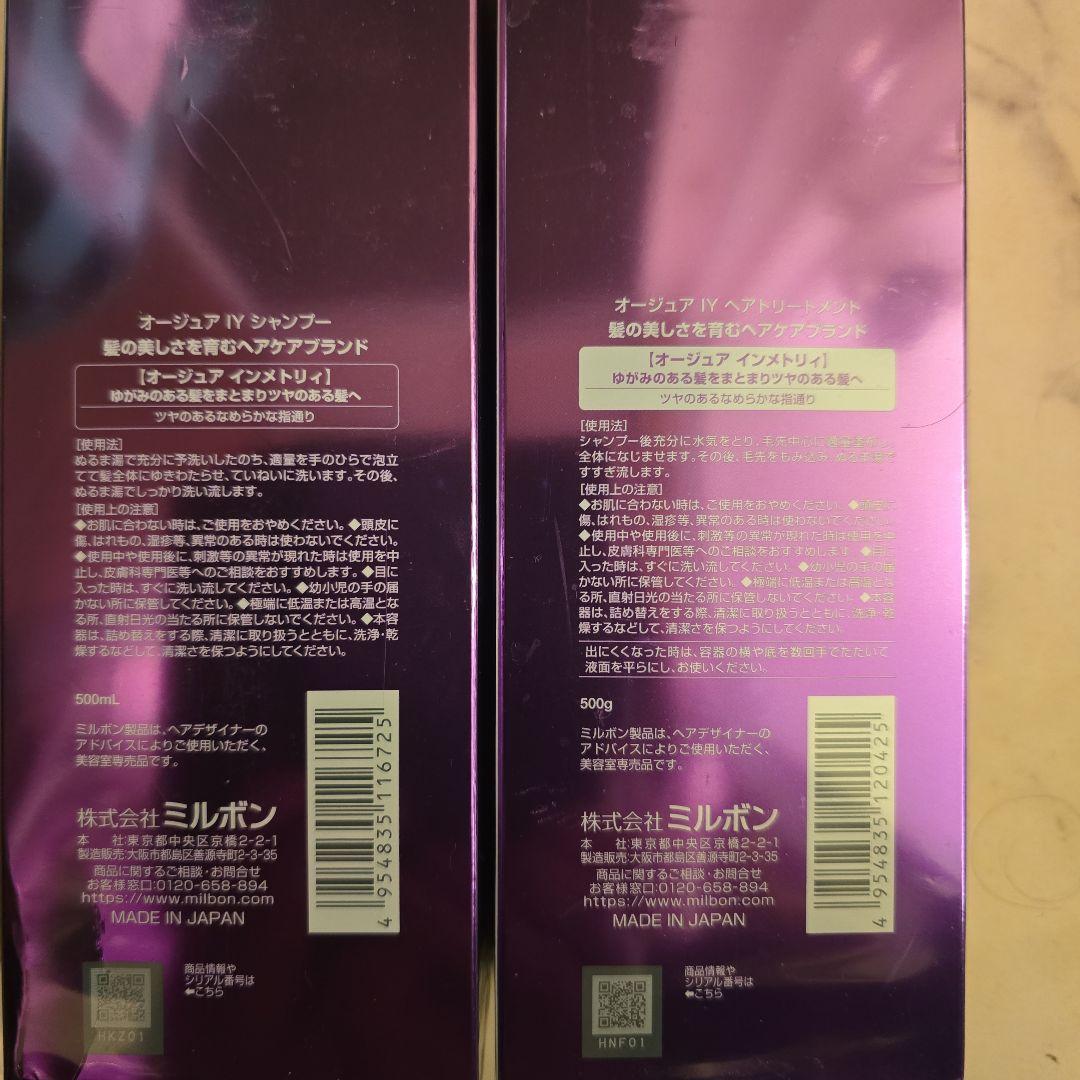 オージュア IY シャンプー
髪の美しさを育むヘアケアブランド
【オージュア インメトリィ】
ゆがみのある髪をまとまりツヤのある髪へ
ツヤのあるなめらかな指通り
[使用法]
ぬるま湯で充分に予洗いしたのち、適量を手のひらで泡立
てて髪全体にゆきわたらせ、ていねいに洗います。その後、
ぬるま湯でしっかり洗い流します。
[使用上の注意]
◆お肌に合わない時は、ご使用をおやめください。◆頭皮に
傷、はれもの、湿疹等、異常のある時は使わないでください。
◆使用中や使用後に、刺激等の異常が現れた時は使用を中
止し、皮膚科専門医等へのご相談をおすすめします。◆目に
入った時は、すぐに洗い流してください。◆幼小児の手の届
かない所に保管してください。◆極端に低温または高温とな
る所、直射日光の当たる所に保管しないでください。◆本容
器は、詰め替えをする際、清潔に取り扱うとともに、洗浄・乾
燥するなどして、清潔さを保つようにしてください。
500mL
ミルボン製品は、ヘアデザイナーの
アドバイスによりご使用いただく、
美容室専売品です。
4954835116725
株式会社 ミルボン
本 社:東京都中央区京橋2-2-1
製造販売:大阪市都島区善源寺町2-3-35
商品に関するご相談・お問合せ
お客様窓口:0120-658-894
https://www.milbon.com
MADE IN JAPAN
商品情報や
シリアル番号は
⬅こちら
HKZ01
オージュア IY ヘアトリートメント
髪の美しさを育むヘアケアブランド
【オージュア インメトリィ】
ゆがみのある髪をまとまりツヤのある髪へ
ツヤのあるなめらかな指通り
[使用法]
シャンプー後充分に水気をとり、毛先中心に適量塗布し、
全体になじませます。その後、毛先をもみ込み、ぬるま湯で
すすぎ流します。
[使用上の注意]
◆お肌に合わない時は、ご使用をおやめください。◆頭皮に
傷、はれもの、湿疹等、異常のある時は使わないでください。
◆使用中や使用後に、刺激等の異常が現れた時は使用を中
止し、皮膚科専門医等へのご相談をおすすめします。◆目に
入った時は、すぐに洗い流してください。◆幼小児の手の届
かない所に保管してください。◆極端に低温または高温とな
る所、直射日光の当たる所に保管しないでください。◆本容
器は、詰め替えをする際、清潔に取り扱うとともに、洗浄・乾
燥するなどして、清潔さを保つようにしてください。
出にくくなった時は、容器の横や底を数回手でたたいて
液面を平らにし、お使いください。
500g
ミルボン製品は、ヘアデザイナーの
アドバイスによりご使用いただく、
美容室専売品です。
4954835120425
株式会社 ミルボン
本 社:東京都中央区京橋2-2-1
製造販売:大阪市都島区善源寺町2-3-35
商品に関するご相談・お問合せ
お客様窓口:0120-658-894
https://www.milbon.com
MADE IN JAPAN
商品情報や
シリアル番号は
⬅こちら
HNF01